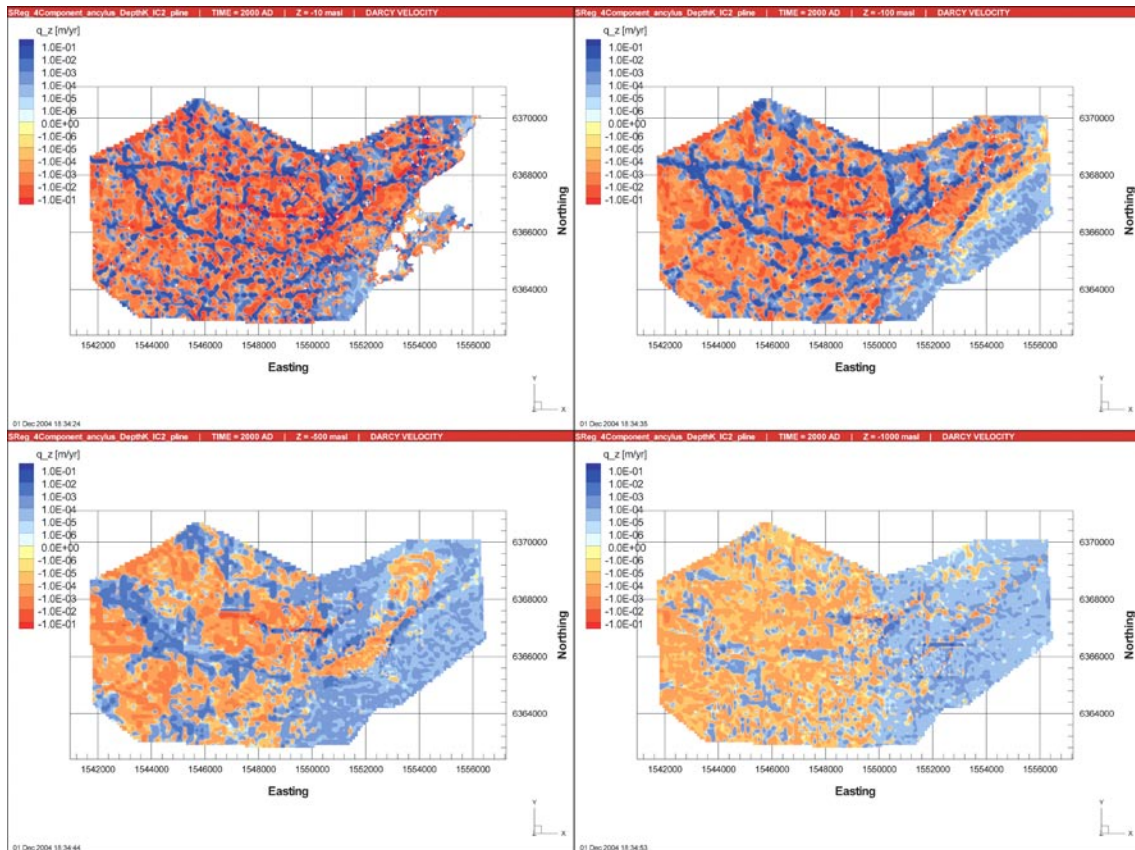 SReg_4Component_ancylus_DepthK_IC2_pline | TIME = 2000 AD | Z = -10 masl | DARCY VELOCITY
q_z [m/yr]
1.0E-01
1.0E-02
1.0E-03
1.0E-04
1.0E-05
1.0E-06
0.0E+00
-1.0E-06
-1.0E-05
-1.0E-04
-1.0E-03
-1.0E-02
-1.0E-01
6370000
6368000
6366000
6364000
Northing
1542000 1544000 1546000 1548000 1550000 1552000 1554000 1556000
Easting
Y
X
01 Dec 2004 18:34:24
SReg_4Component_ancylus_DepthK_IC2_pline | TIME = 2000 AD | Z = -100 masl | DARCY VELOCITY
q_z [m/yr]
1.0E-01
1.0E-02
1.0E-03
1.0E-04
1.0E-05
1.0E-06
0.0E+00
-1.0E-06
-1.0E-05
-1.0E-04
-1.0E-03
-1.0E-02
-1.0E-01
6370000
6368000
6366000
6364000
Northing
1542000 1544000 1546000 1548000 1550000 1552000 1554000 1556000
Easting
Y
X
01 Dec 2004 18:34:35
SReg_4Component_ancylus_DepthK_IC2_pline | TIME = 2000 AD | Z = -500 masl | DARCY VELOCITY
q_z [m/yr]
1.0E-01
1.0E-02
1.0E-03
1.0E-04
1.0E-05
1.0E-06
0.0E+00
-1.0E-06
-1.0E-05
-1.0E-04
-1.0E-03
-1.0E-02
-1.0E-01
6370000
6368000
6366000
6364000
Northing
1542000 1544000 1546000 1548000 1550000 1552000 1554000 1556000
Easting
Y
X
01 Dec 2004 18:34:44
SReg_4Component_ancylus_DepthK_IC2_pline | TIME = 2000 AD | Z = -1000 masl | DARCY VELOCITY
q_z [m/yr]
1.0E-01
1.0E-02
1.0E-03
1.0E-04
1.0E-05
1.0E-06
0.0E+00
-1.0E-06
-1.0E-05
-1.0E-04
-1.0E-03
-1.0E-02
-1.0E-01
6370000
6368000
6366000
6364000
Northing
1542000 1544000 1546000 1548000 1550000 1552000 1554000 1556000
Easting
Y
X
01 Dec 2004 18:34:53